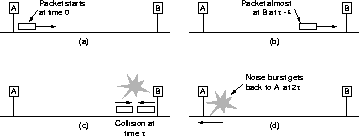 Packet starts
at time 0
A
B
(a)
Packet almost
at B at τ - ε
A
B
(b)
A
B
Collision at
time τ
(c)
Noise burst gets
back to A at 2τ
A
B
(d)